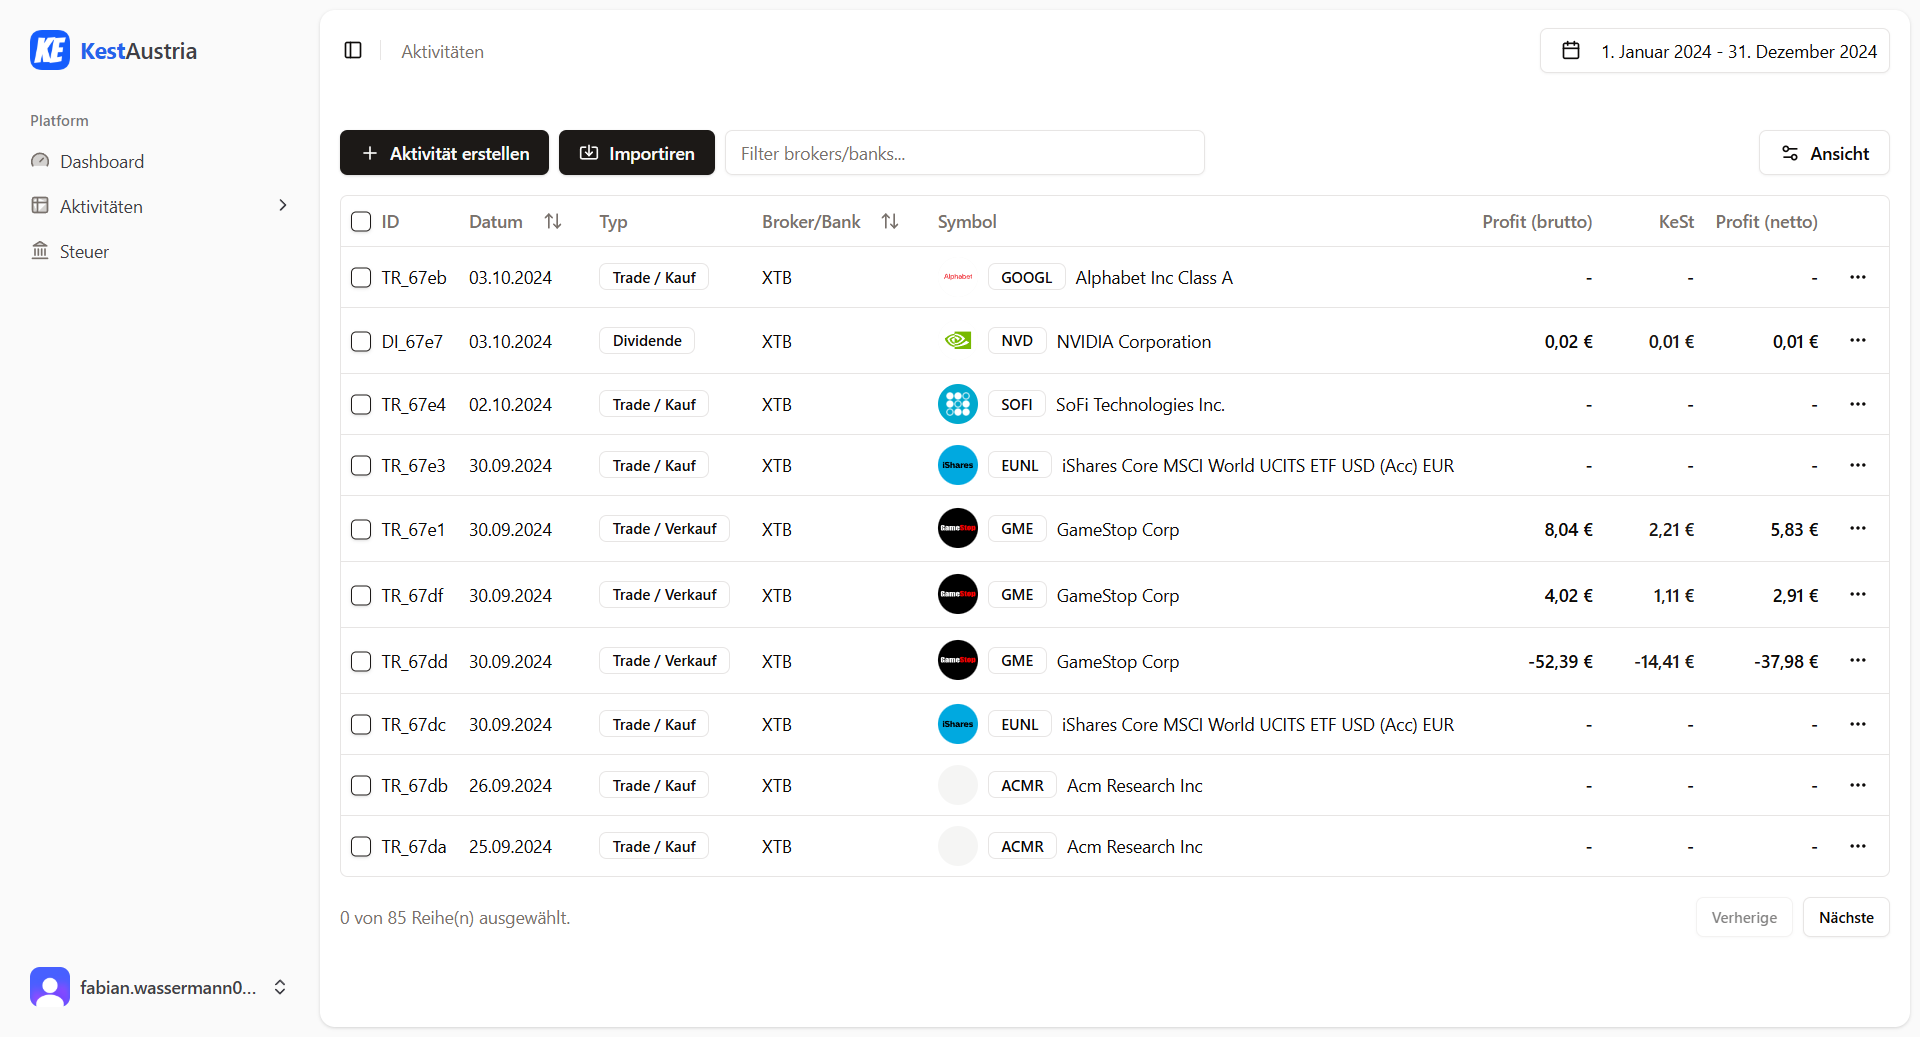 KE KestAustria
Platform
Dashboard
Aktivitäten
Steuer
fabian.wassermann0...
Aktivitäten
1. Januar 2024 - 31. Dezember 2024
+ Aktivität erstellen
Importiren
Filter brokers/banks...
Ansicht
ID Datum Typ Broker/Bank Symbol Profit (brutto) KeSt Profit (netto)
TR_67eb 03.10.2024 Trade / Kauf XTB Alphabet GOOGL Alphabet Inc Class A - - - ...
DI_67e7 03.10.2024 Dividende XTB NVD NVIDIA Corporation 0,02 € 0,01 € 0,01 € ...
TR_67e4 02.10.2024 Trade / Kauf XTB SOFI SoFi Technologies Inc. - - - ...
TR_67e3 30.09.2024 Trade / Kauf XTB iShares EUNL iShares Core MSCI World UCITS ETF USD (Acc) EUR - - - ...
TR_67e1 30.09.2024 Trade / Verkauf XTB GameStop GME GameStop Corp 8,04 € 2,21 € 5,83 € ...
TR_67df 30.09.2024 Trade / Verkauf XTB GameStop GME GameStop Corp 4,02 € 1,11 € 2,91 € ...
TR_67dd 30.09.2024 Trade / Verkauf XTB GameStop GME GameStop Corp -52,39 € -14,41 € -37,98 € ...
TR_67dc 30.09.2024 Trade / Kauf XTB iShares EUNL iShares Core MSCI World UCITS ETF USD (Acc) EUR - - - ...
TR_67db 26.09.2024 Trade / Kauf XTB ACMR Acm Research Inc - - - ...
TR_67da 25.09.2024 Trade / Kauf XTB ACMR Acm Research Inc - - - ...
0 von 85 Reihe(n) ausgewählt.
Verherige
Nächste